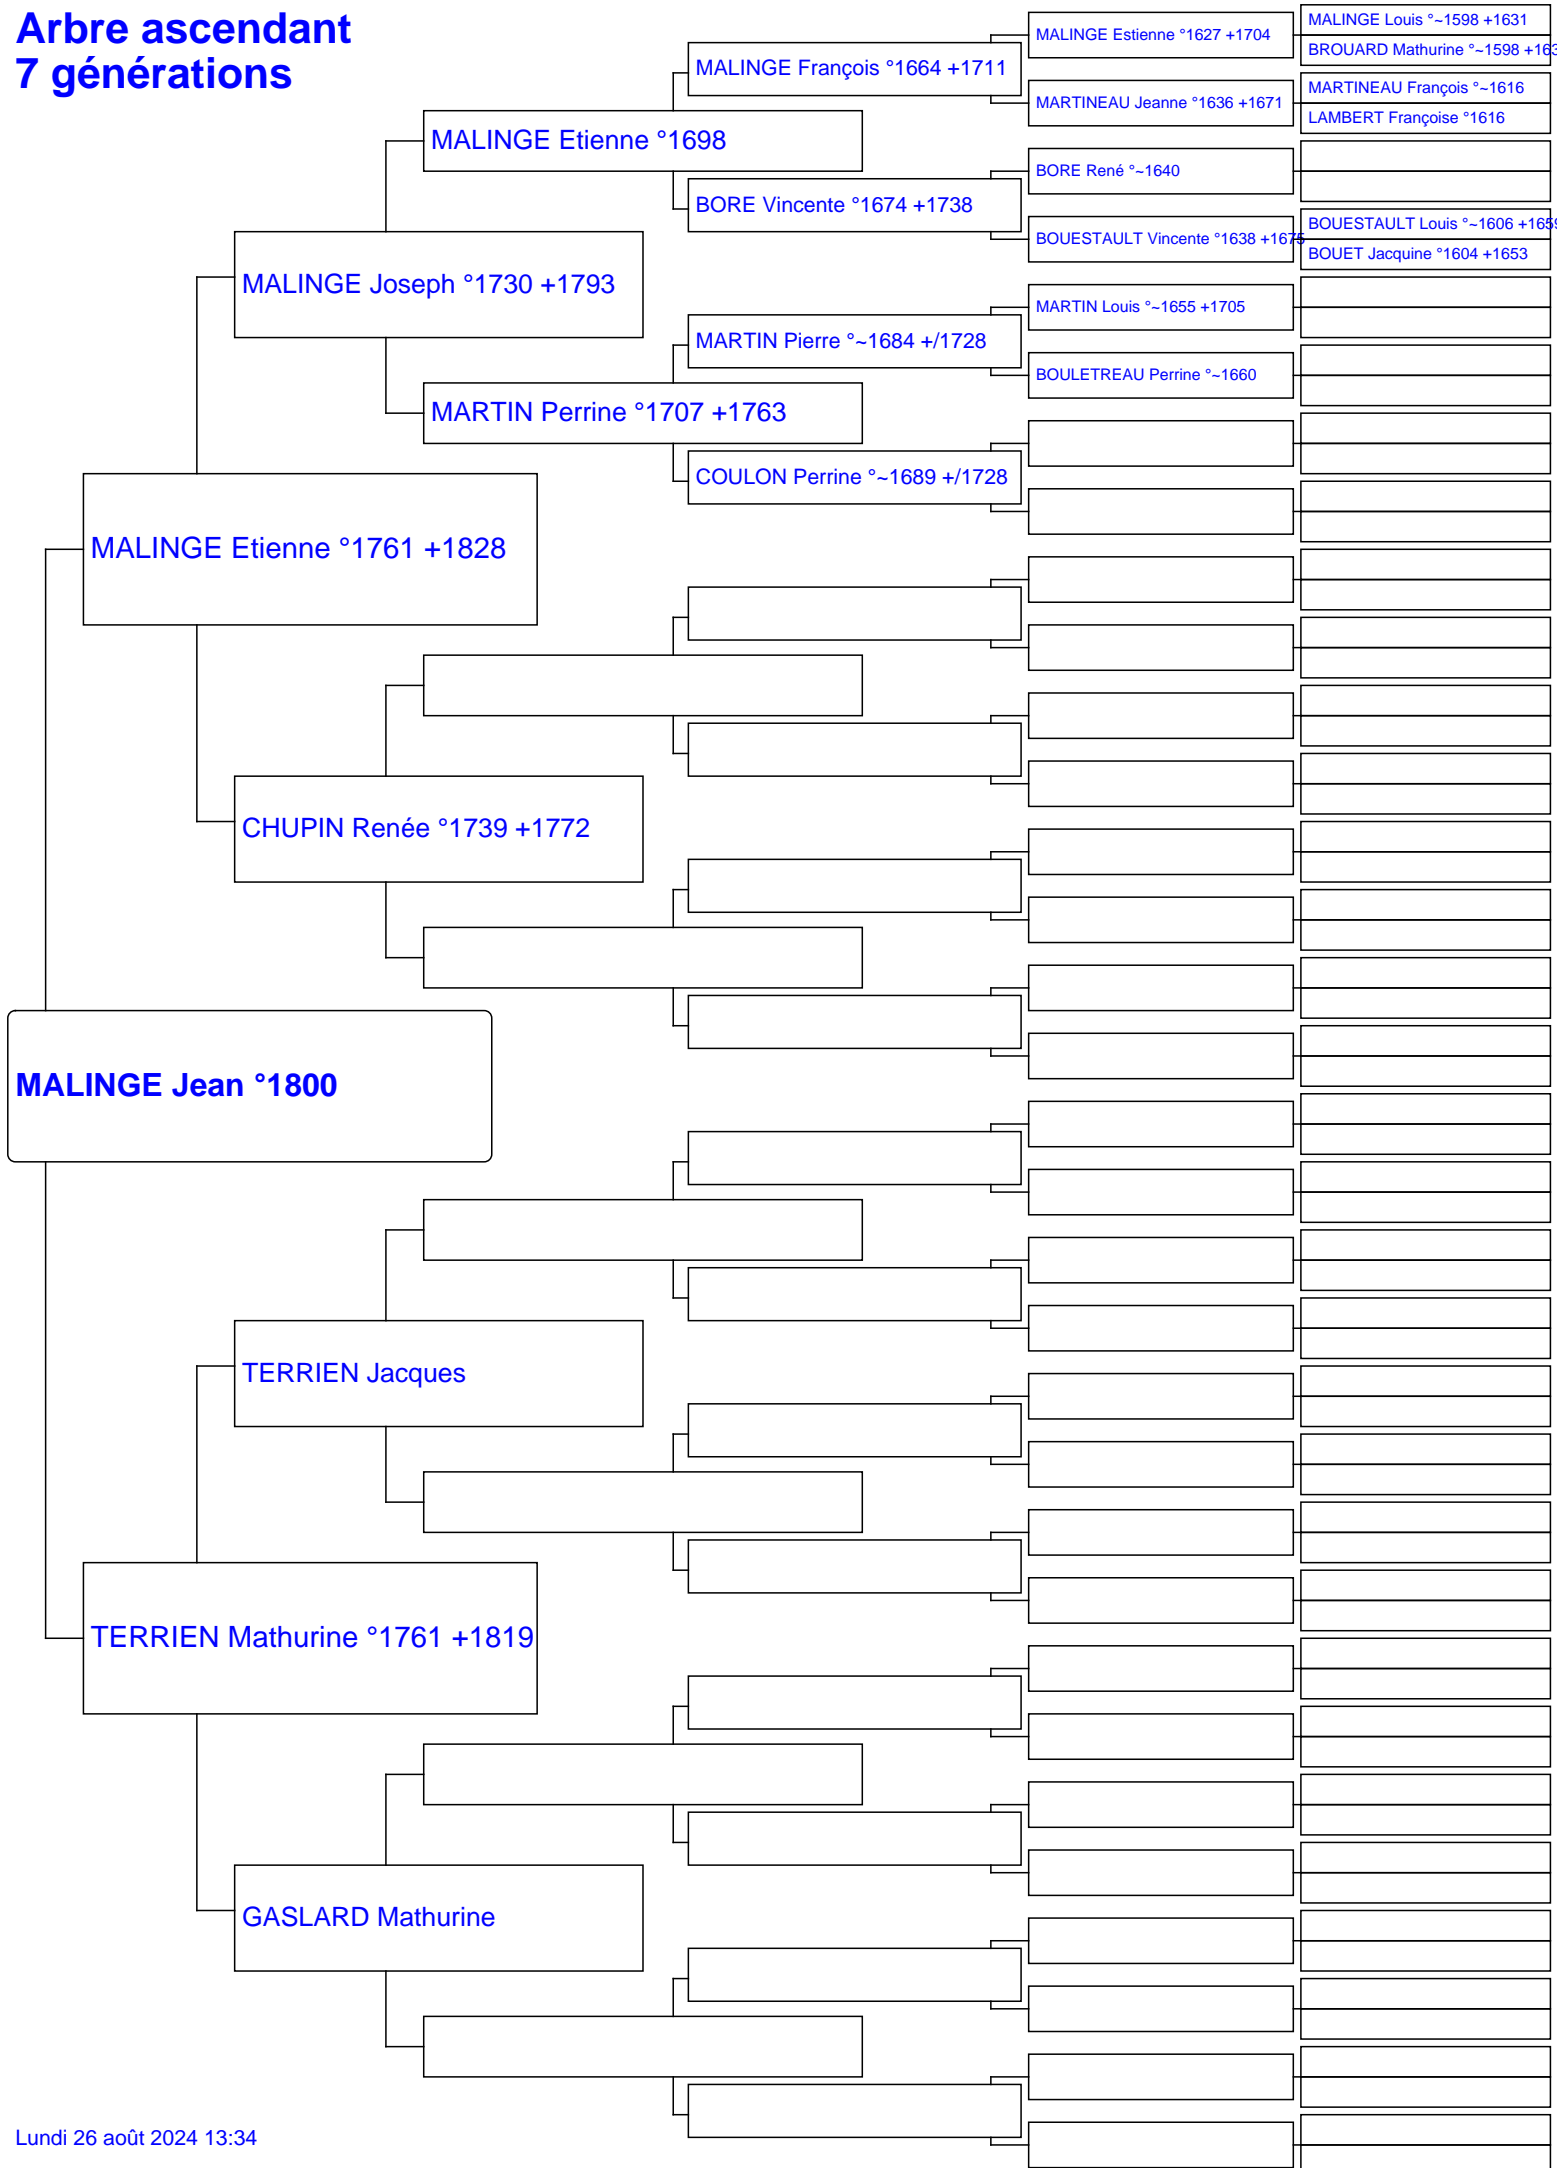 Arbre ascendant
7 générations
MALINGE Louis °~1598 +1631
MALINGE Estienne °1627 +1704
BROUARD Mathurine °~1598 +163
MALINGE François °1664 +1711
MARTINEAU François °~1616
MARTINEAU Jeanne °1636 +1671
LAMBERT Françoise °1616
MALINGE Etienne °1698
BORE René °~1640
BORE Vincente °1674 +1738
BOUESTAULT Louis °~1606 +1659
BOUESTAULT Vincente °1638 +1675
BOUET Jacquine °1604 +1653
MALINGE Joseph °1730 +1793
MARTIN Louis °~1655 +1705
MARTIN Pierre °~1684 +/1728
BOULETREAU Perrine °~1660
MARTIN Perrine °1707 +1763
COULON Perrine °~1689 +/1728
MALINGE Etienne °1761 +1828
CHUPIN Renée °1739 +1772
MALINGE Jean °1800
TERRIEN Jacques
TERRIEN Mathurine °1761 +1819
GASLARD Mathurine
Lundi 26 août 2024 13:34